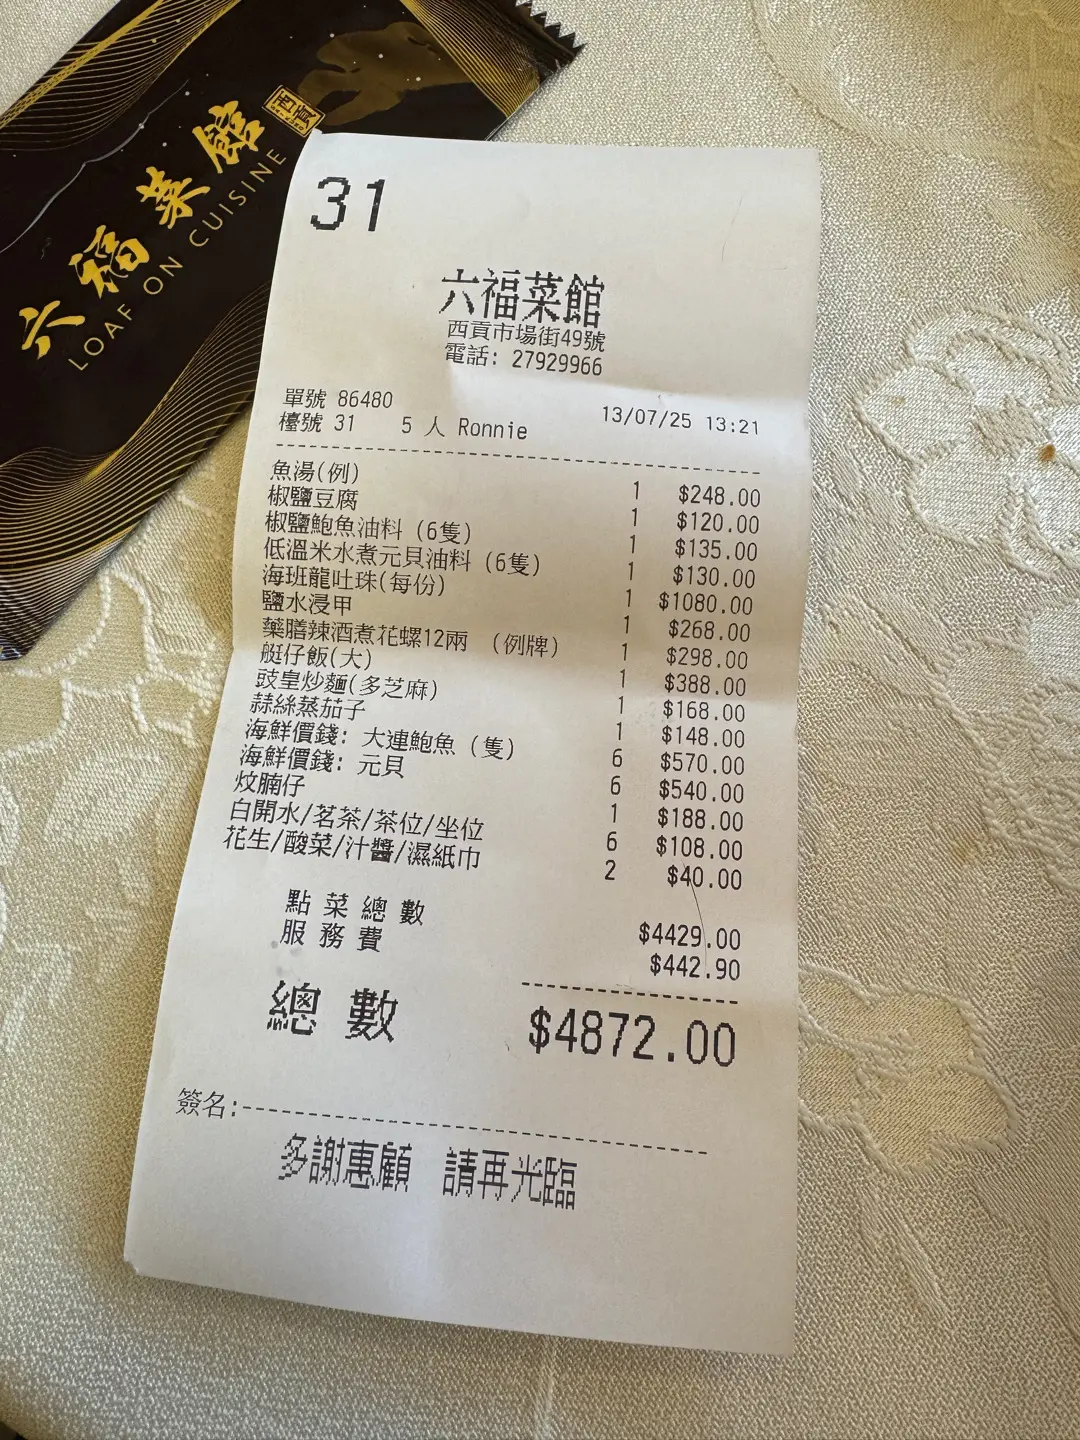 六福菜館
西貢
SAI KUNG
LOAF ON CUISINE
31
六福菜館
西貢市場街49號
電話: 27929966
單號 86480 13/07/25 13:21
檯號 31 5 人 Ronnie
魚湯(例) 1 $248.00
椒鹽豆腐 1 $120.00
椒鹽鮑魚油料 (6隻) 1 $135.00
低溫米水煮元貝油料 (6隻) 1 $130.00
海班龍吐珠(每份) 1 $1080.00
鹽水浸甲 1 $268.00
藥膳辣酒煮花螺12兩 (例牌) 1 $298.00
艇仔飯(大) 1 $388.00
豉皇炒麵(多芝麻) 1 $168.00
蒜絲蒸茄子 1 $148.00
海鮮價錢: 大連鮑魚 (隻) 6 $570.00
海鮮價錢: 元貝 6 $540.00
炆腩仔 1 $188.00
白開水/茗茶/茶位/坐位 6 $108.00
花生/酸菜/汁醬/濕紙巾 2 $40.00
點菜總數 $4429.00
服務費 $442.90
總數 $4872.00
簽名:
多謝惠顧 請再光臨